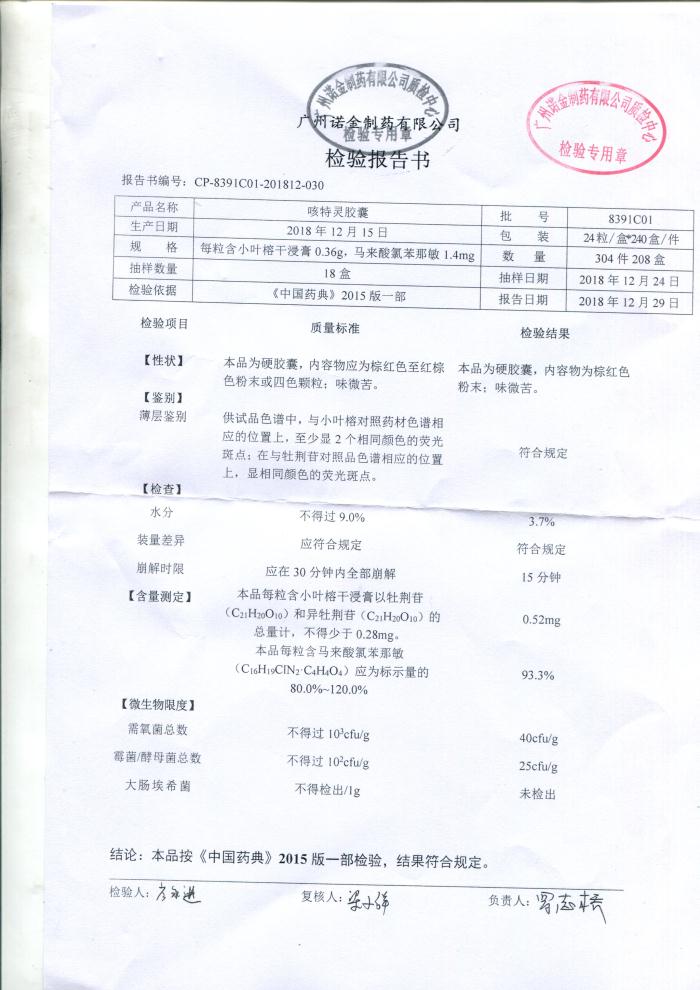 广州诺金制药有限公司质检中心
检验专用章
广州诺金制药有限公司质检中心
检验专用章
广州诺金制药有限公司
检验报告书
报告书编号：CP-8391C01-201812-030
产品名称 咳特灵胶囊 批 号 8391C01
生产日期 2018 年 12 月 15 日 包 装 24粒/盒*240盒/件
规 格 每粒含小叶榕干浸膏 0.36g，马来酸氯苯那敏 1.4mg 数 量 304 件 208 盒
抽样数量 18 盒 抽样日期 2018 年 12 月 24 日
检验依据 《中国药典》2015 版一部 报告日期 2018 年 12 月 29 日
检验项目 质量标准 检验结果
【性状】 本品为硬胶囊，内容物应为棕红色至红棕 本品为硬胶囊，内容物为棕红色
色粉末或四色颗粒；味微苦。 粉末；味微苦。
【鉴别】
薄层鉴别 供试品色谱中，与小叶榕对照药材色谱相
应的位置上，至少显 2 个相同颜色的荧光
斑点；在与牡荆苷对照品色谱相应的位置 符合规定
上，显相同颜色的荧光斑点。
【检查】
水分 不得过 9.0% 3.7%
装量差异 应符合规定 符合规定
崩解时限 应在 30 分钟内全部崩解 15 分钟
【含量测定】 本品每粒含小叶榕干浸膏以牡荆苷
（C₂₁H₂₀O₁₀）和异牡荆苷（C₂₁H₂₀O₁₀）的 0.52mg
总量计，不得少于 0.28mg。
本品每粒含马来酸氯苯那敏
（C₁₆H₁₉ClN₂·C₄H₄O₄）应为标示量的 93.3%
80.0%~120.0%
【微生物限度】
需氧菌总数 不得过 10³cfu/g 40cfu/g
霉菌/酵母菌总数 不得过 10²cfu/g 25cfu/g
大肠埃希菌 不得检出/1g 未检出
结论：本品按《中国药典》2015 版一部检验，结果符合规定。
检验人： 复核人： 负责人：